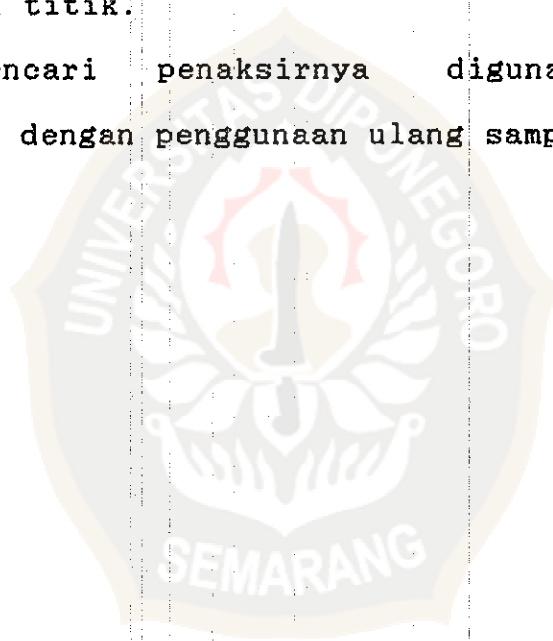 titik.
ncari penaksirnya diguna
dengan penggunaan ulang samp
UNIVERSITAS DIPONEGORO
SEMARANG